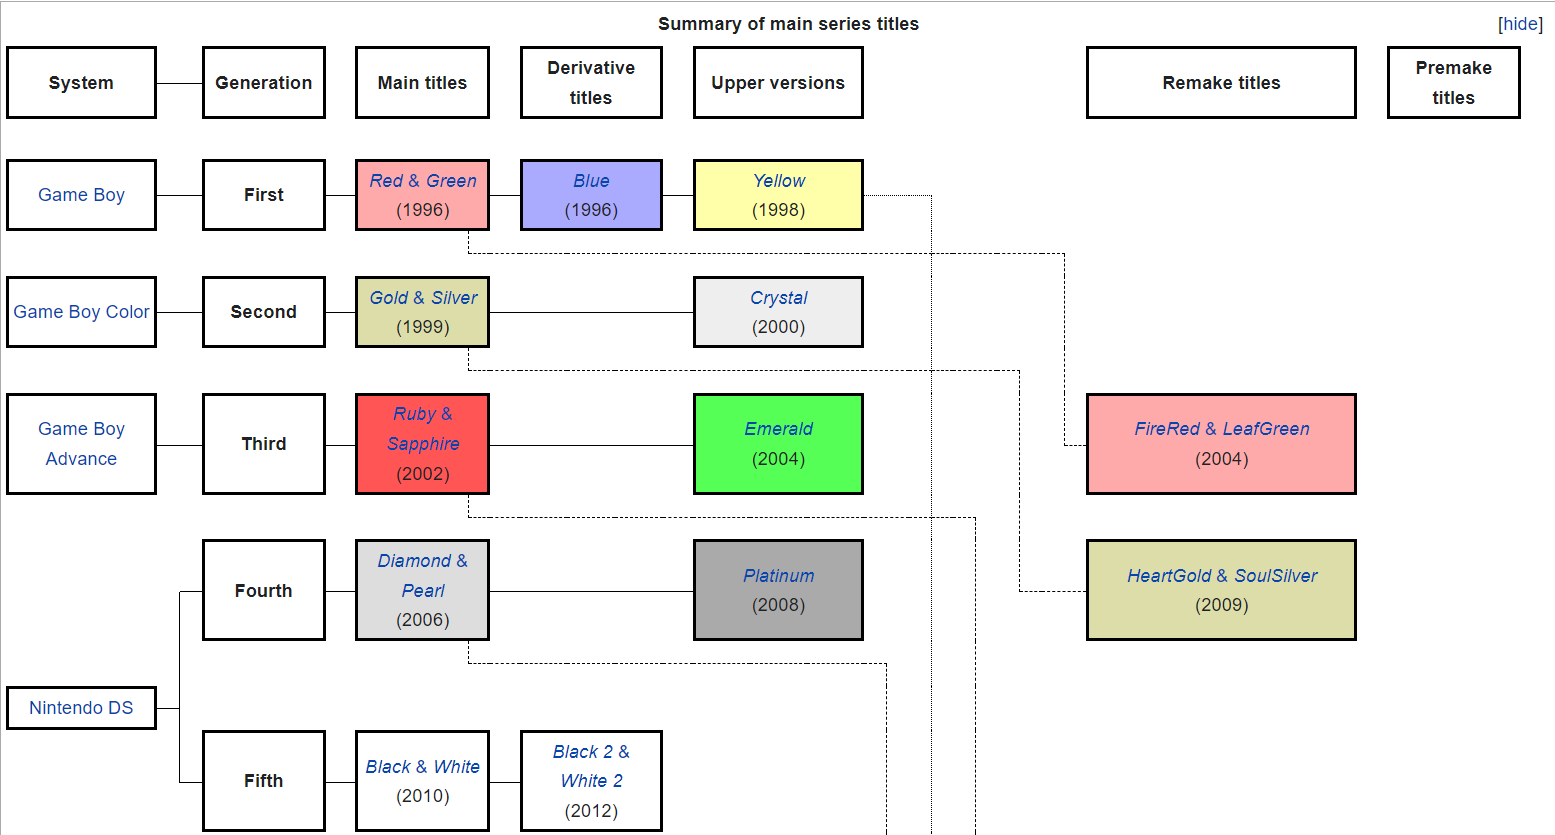 Summary of main series titles
[hide]
System
Generation
Main titles
Derivative
titles
Upper versions
Remake titles
Premake
titles
Game Boy
First
Red & Green
(1996)
Blue
(1996)
Yellow
(1998)
Game Boy Color
Second
Gold & Silver
(1999)
Crystal
(2000)
Game Boy
Advance
Third
Ruby &
Sapphire
(2002)
Emerald
(2004)
FireRed & LeafGreen
(2004)
Fourth
Diamond &
Pearl
(2006)
Platinum
(2008)
HeartGold & SoulSilver
(2009)
Nintendo DS
Fifth
Black & White
(2010)
Black 2 &
White 2
(2012)